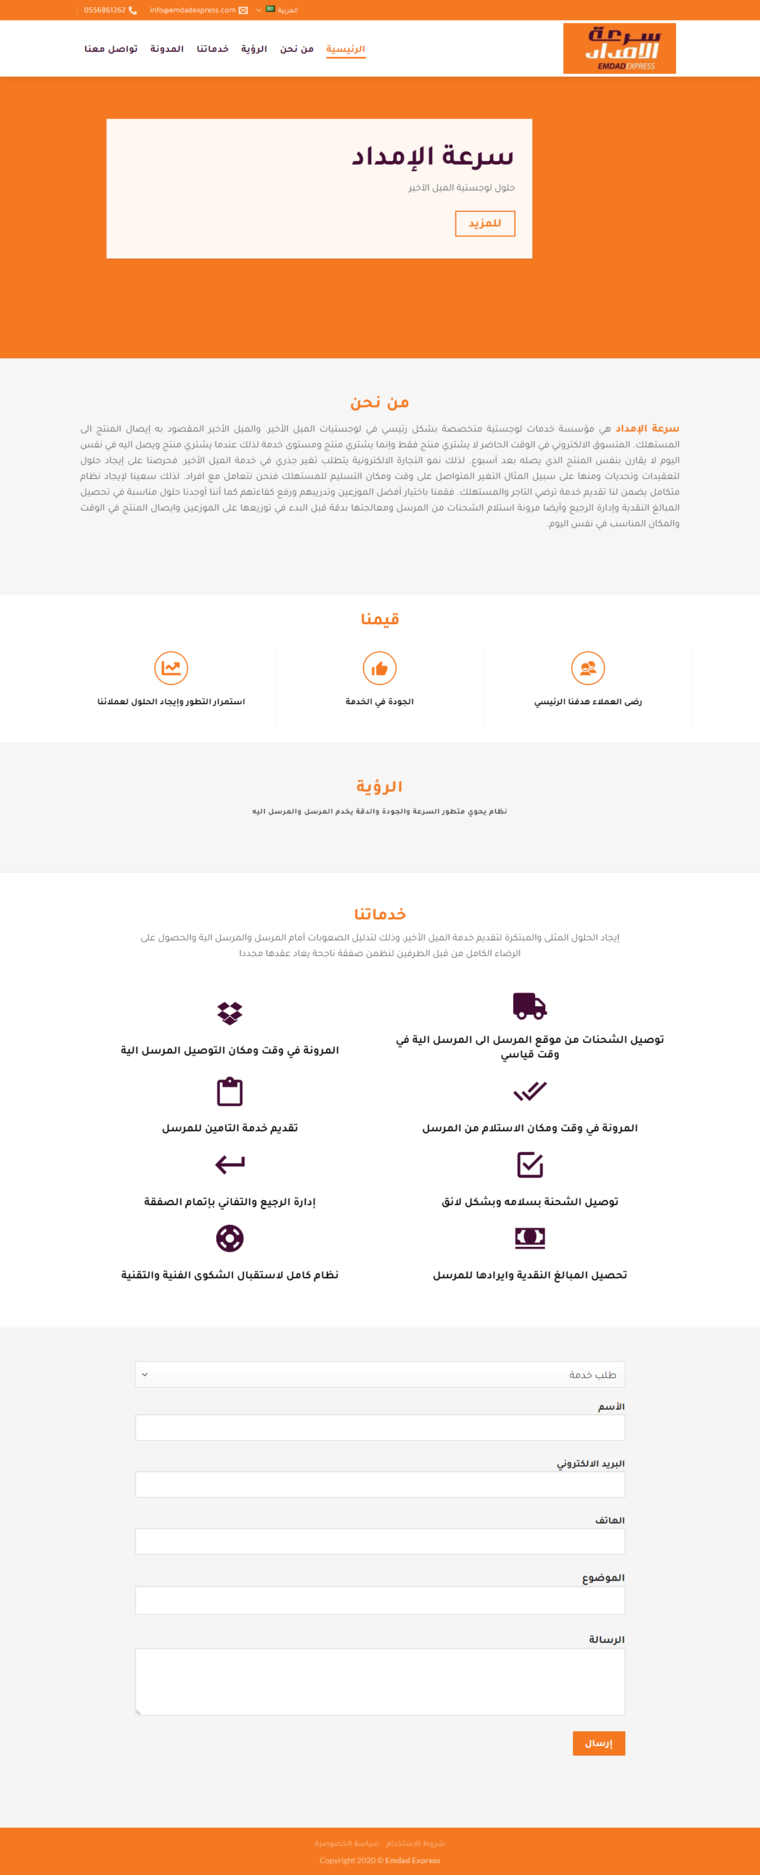 العربية
info@emdadexpress.com
0556861262
سرعة
الإمداد
EMDADEXPRESS
الرئيسية
من نحن
الرؤية
خدماتنا
المدونة
تواصل معنا
سرعة الإمداد
حلول لوجستية الميل الأخير
للمزيد
من نحن
سرعة الإمداد هي مؤسسة خدمات لوجستية متخصصة بشكل رئيسي في لوجستيات الميل الأخير. والميل الأخير المقصود به إيصال المنتج الى
المستهلك. المتسوق الالكتروني في الوقت الحاضر لا يشتري منتج فقط وإنما يشتري منتج ومستوى خدمة لذلك عندما يشتري منتج ويصل اليه في نفس
اليوم لا يقارن بنفس المنتج الذي يصله بعد أسبوع. لذلك نمو التجارة الالكترونية يتطلب تغير جذري في خدمة الميل الأخير. فحرصنا على إيجاد حلول
لتعقيدات وتحديات ومنها على سبيل المثال التغير المتواصل على وقت ومكان التسليم للمستهلك فنحن نتعامل مع افراد. لذلك سعينا لإيجاد نظام
متكامل يضمن لنا تقديم خدمة ترضي التاجر والمستهلك. فقمنا باختيار أفضل الموزعين وتدريبهم ورفع كفاءتهم كما أننا أوجدنا حلول مناسبة في تحصيل
المبالغ النقدية وإدارة الرجيع وأيضا مرونة استلام الشحنات من المرسل ومعالجتها بدقة قبل البدء في توزيعها على الموزعين وايصال المنتج في الوقت
والمكان المناسب في نفس اليوم.
قيمنا
رضى العملاء هدفنا الرئيسي
الجودة في الخدمة
استمرار التطور وإيجاد الحلول لعملائنا
الرؤية
نظام يحوي متطور السرعة والجودة والدقة يخدم المرسل والمرسل اليه
خدماتنا
إيجاد الحلول المثلى والمبتكرة لتقديم خدمة الميل الأخير، وذلك لتذليل الصعوبات أمام المرسل والمرسل الية والحصول على
الرضاء الكامل من قبل الطرفين لنظمن صفقة ناجحة يعاد عقدها مجددا
توصيل الشحنات من موقع المرسل الى المرسل الية في
وقت قياسي
المرونة في وقت ومكان التوصيل المرسل الية
المرونة في وقت ومكان الاستلام من المرسل
تقديم خدمة التامين للمرسل
توصيل الشحنة بسلامه وبشكل لائق
إدارة الرجيع والتفاني بإتمام الصفقة
تحصيل المبالغ النقدية وايرادها للمرسل
نظام كامل لاستقبال الشكوى الفنية والتقنية
طلب خدمة
الأسم
البريد الالكتروني
الهاتف
الموضوع
الرسالة
إرسال
شروط الاستخدام
سياسة الخصوصية
Copyright 2020 © Emdad Express